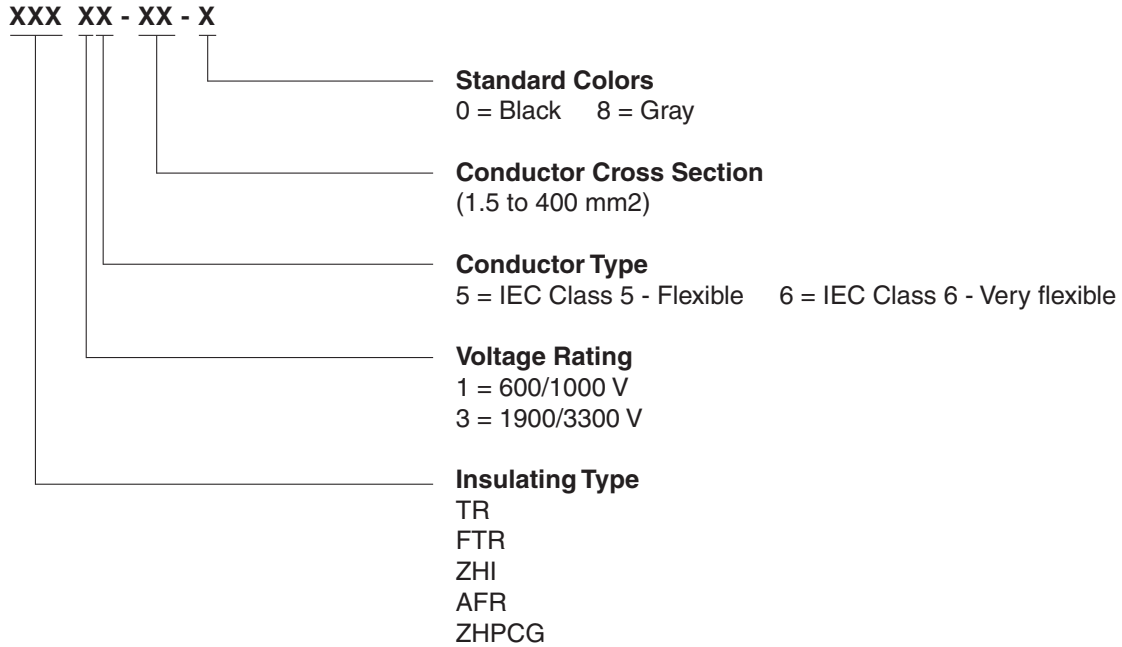 XXX XX - XX - X
Standard Colors
0 = Black 8 = Gray
Conductor Cross Section
(1.5 to 400 mm2)
Conductor Type
5 = IEC Class 5 - Flexible 6 = IEC Class 6 - Very flexible
Voltage Rating
1 = 600/1000 V
3 = 1900/3300 V
Insulating Type
TR
FTR
ZHI
AFR
ZHPCG